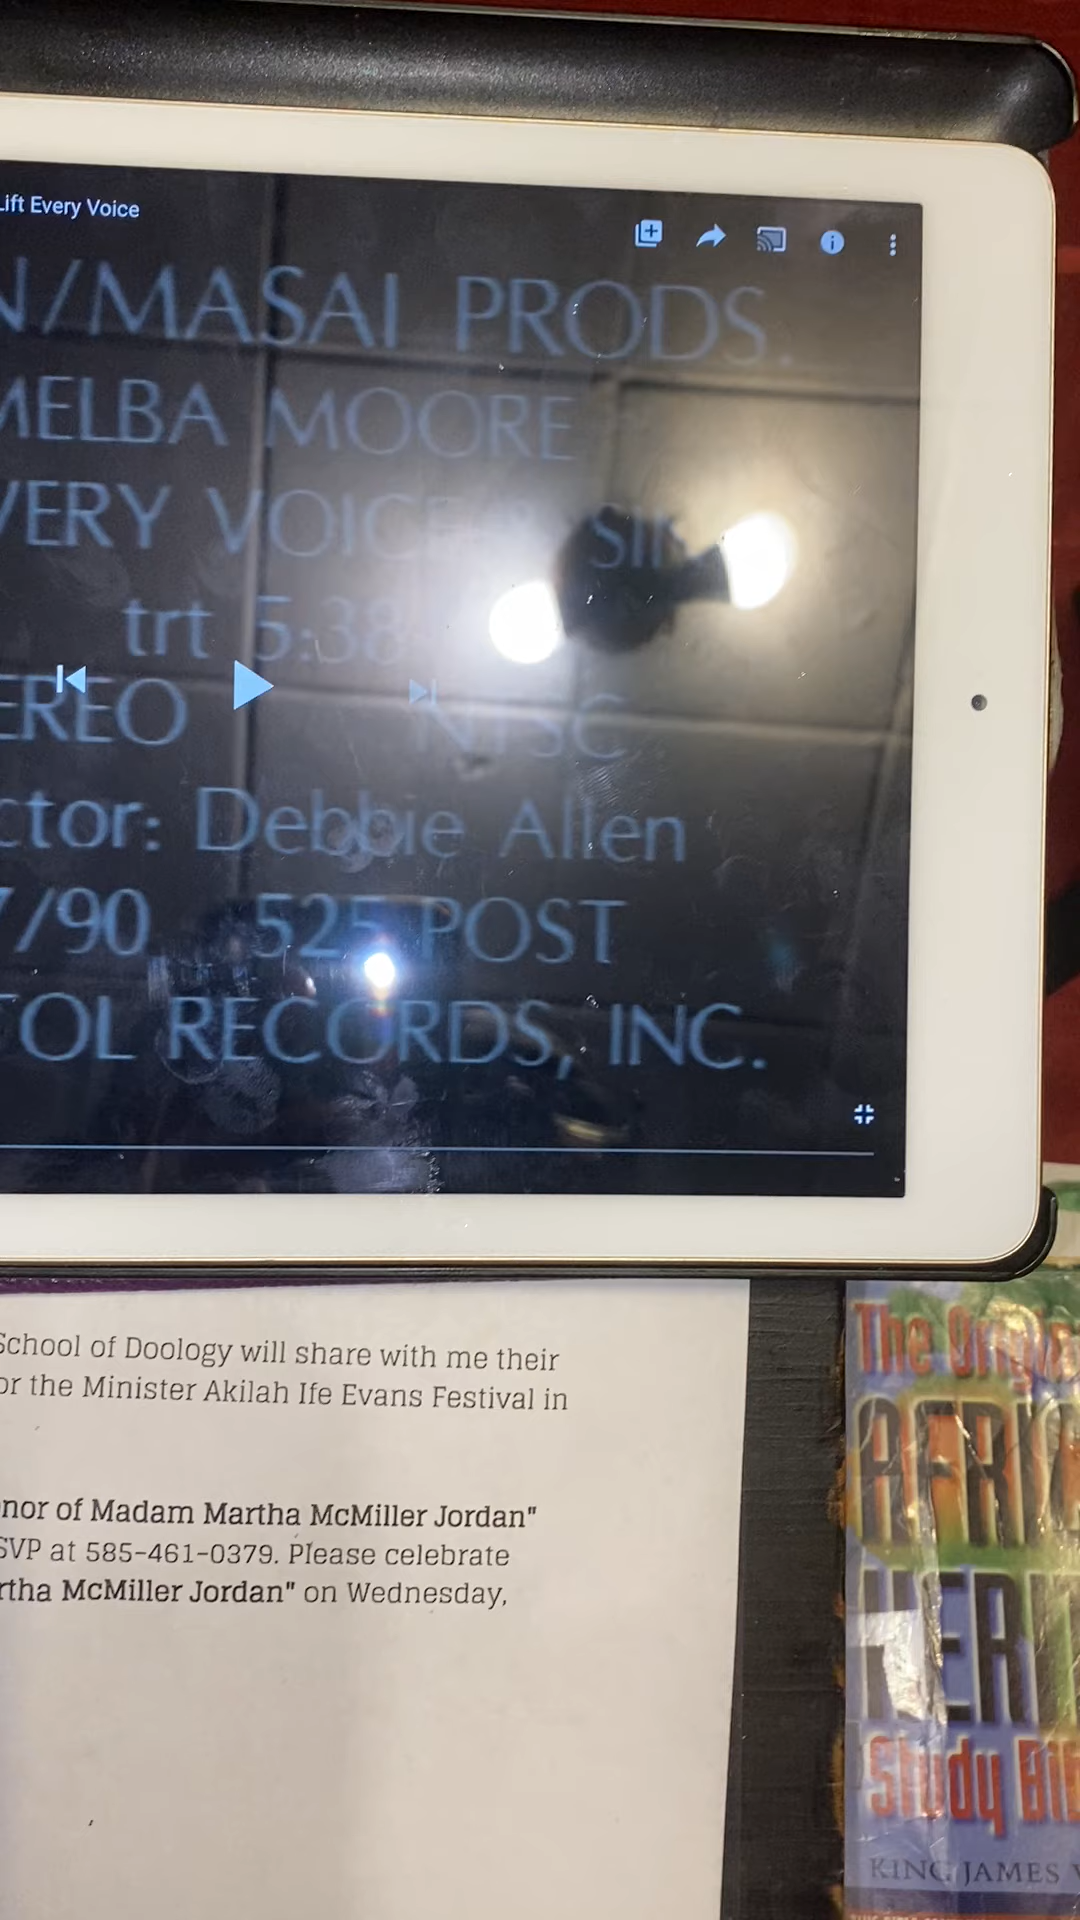 Lift Every Voice
N/MASAI PRODS.
MELBA MOORE
VERY VOICE & SIN
trt 5:38
EREO NTSC
ctor: Debbie Allen
7/90 525 POST
TOL RECORDS, INC.
School of Doology will share with me their
or the Minister Akilah Ife Evans Festival in
nor of Madam Martha McMiller Jordan"
SVP at 585-461-0379. Please celebrate
rtha McMiller Jordan" on Wednesday,
The Origin
AFRIC
HERIT
Study Bib
KING JAMES V